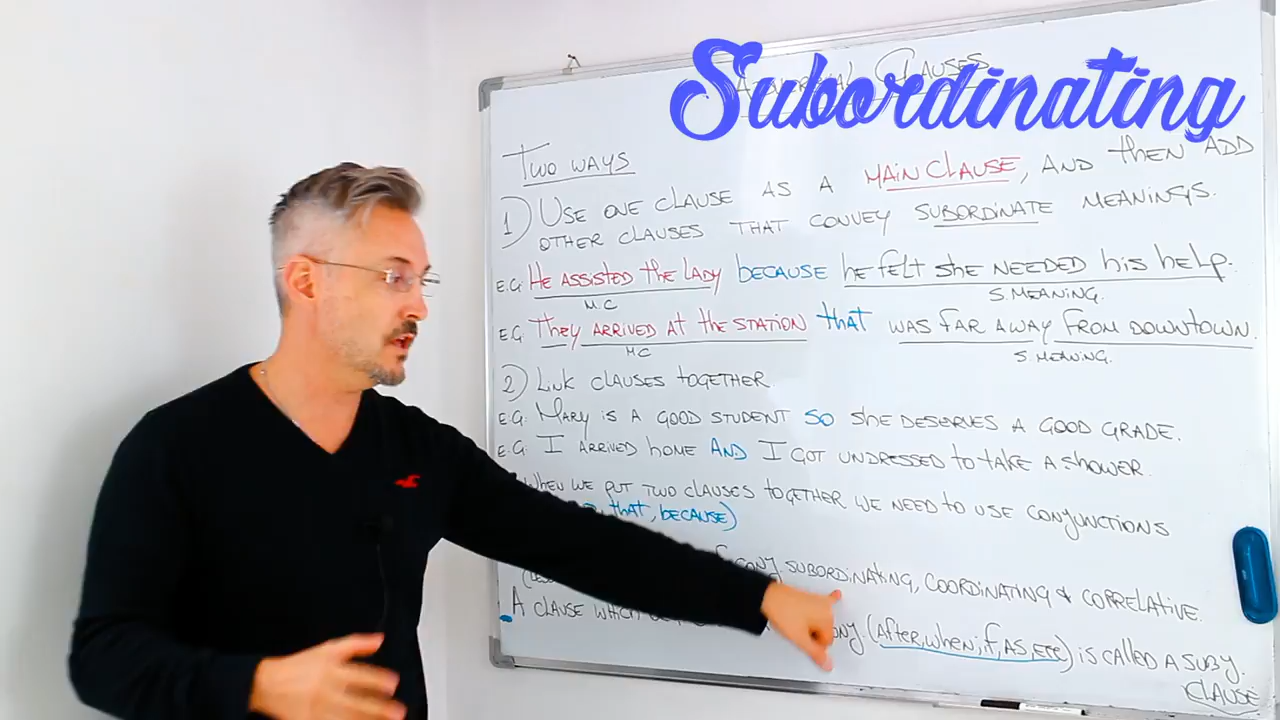 Subordinating
CLAUSES
TWO WAYS
1) USE ONE CLAUSE AS A MAIN CLAUSE, AND THEN ADD
OTHER CLAUSES THAT CONVEY SUBORDINATE MEANINGS.
E.G. He ASSISTED the LADY because he felt she NEEDED his help.
M.C S. MEANING.
E.G. They ARRIVED AT the STATION that WAS FAR AWAY FROM DOWNTOWN.
MC S. MEANING.
2) LINK CLAUSES TOGETHER
E.G. MARY IS A GOOD STUDENT SO she DESERVES A GOOD GRADE.
E.G. I ARRIVED HOME AND I GOT UNDRESSED to TAKE A SHOWER.
WHEN WE PUT TWO CLAUSES TOGETHER WE NEED TO USE CONJUNCTIONS
that, because)
CONJ. SUBORDINATING, COORDINATING & CORRELATIVE.
A CLAUSE WHICH (After, when, if, AS, ETC) IS CALLED A SUBJ.
CLAUSE